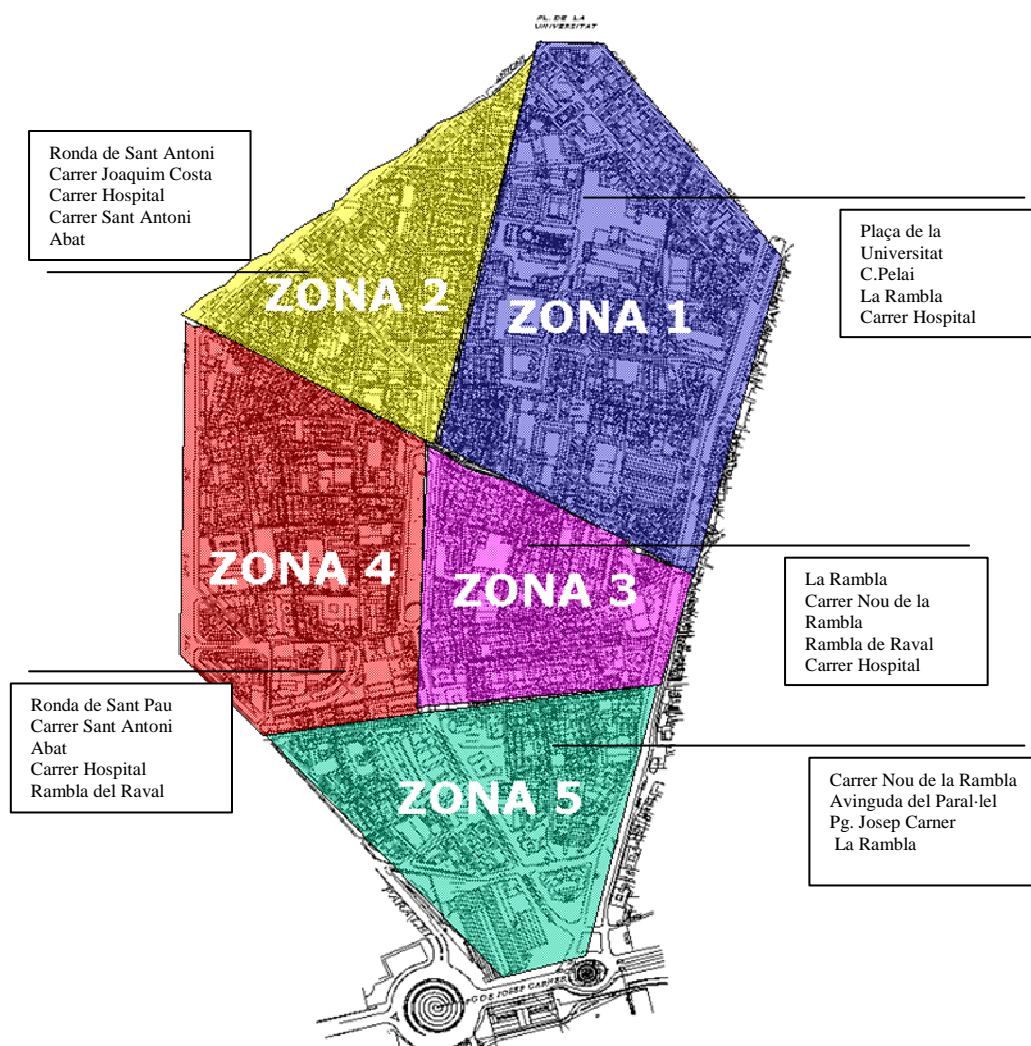 PL. DE LA
UNIVERSITAT
Ronda de Sant Antoni
Carrer Joaquim Costa
Carrer Hospital
Carrer Sant Antoni
Abat
Plaça de la
Universitat
C.Pelai
La Rambla
Carrer Hospital
ZONA 2
ZONA 1
ZONA 4
ZONA 3
La Rambla
Carrer Nou de la
Rambla
Rambla de Raval
Carrer Hospital
Ronda de Sant Pau
Carrer Sant Antoni
Abat
Carrer Hospital
Rambla del Raval
ZONA 5
Carrer Nou de la Rambla
Avinguda del Paral·lel
Pg. Josep Carner
La Rambla
DE JOSEP CARNER